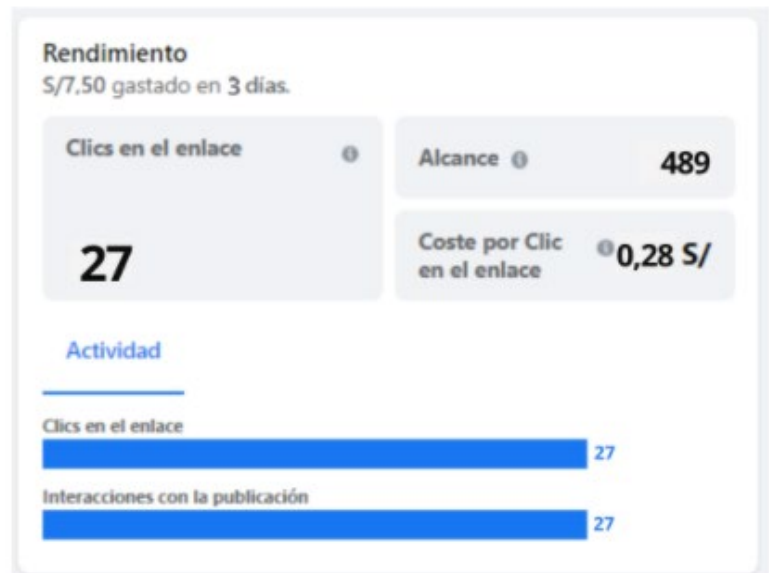 Rendimiento
S/7,50 gastado en 3 días.
Clics en el enlace
27
Alcance 489
Coste por Clic
en el enlace
0,28 S/
Actividad
Clics en el enlace
27
Interacciones con la publicación
27